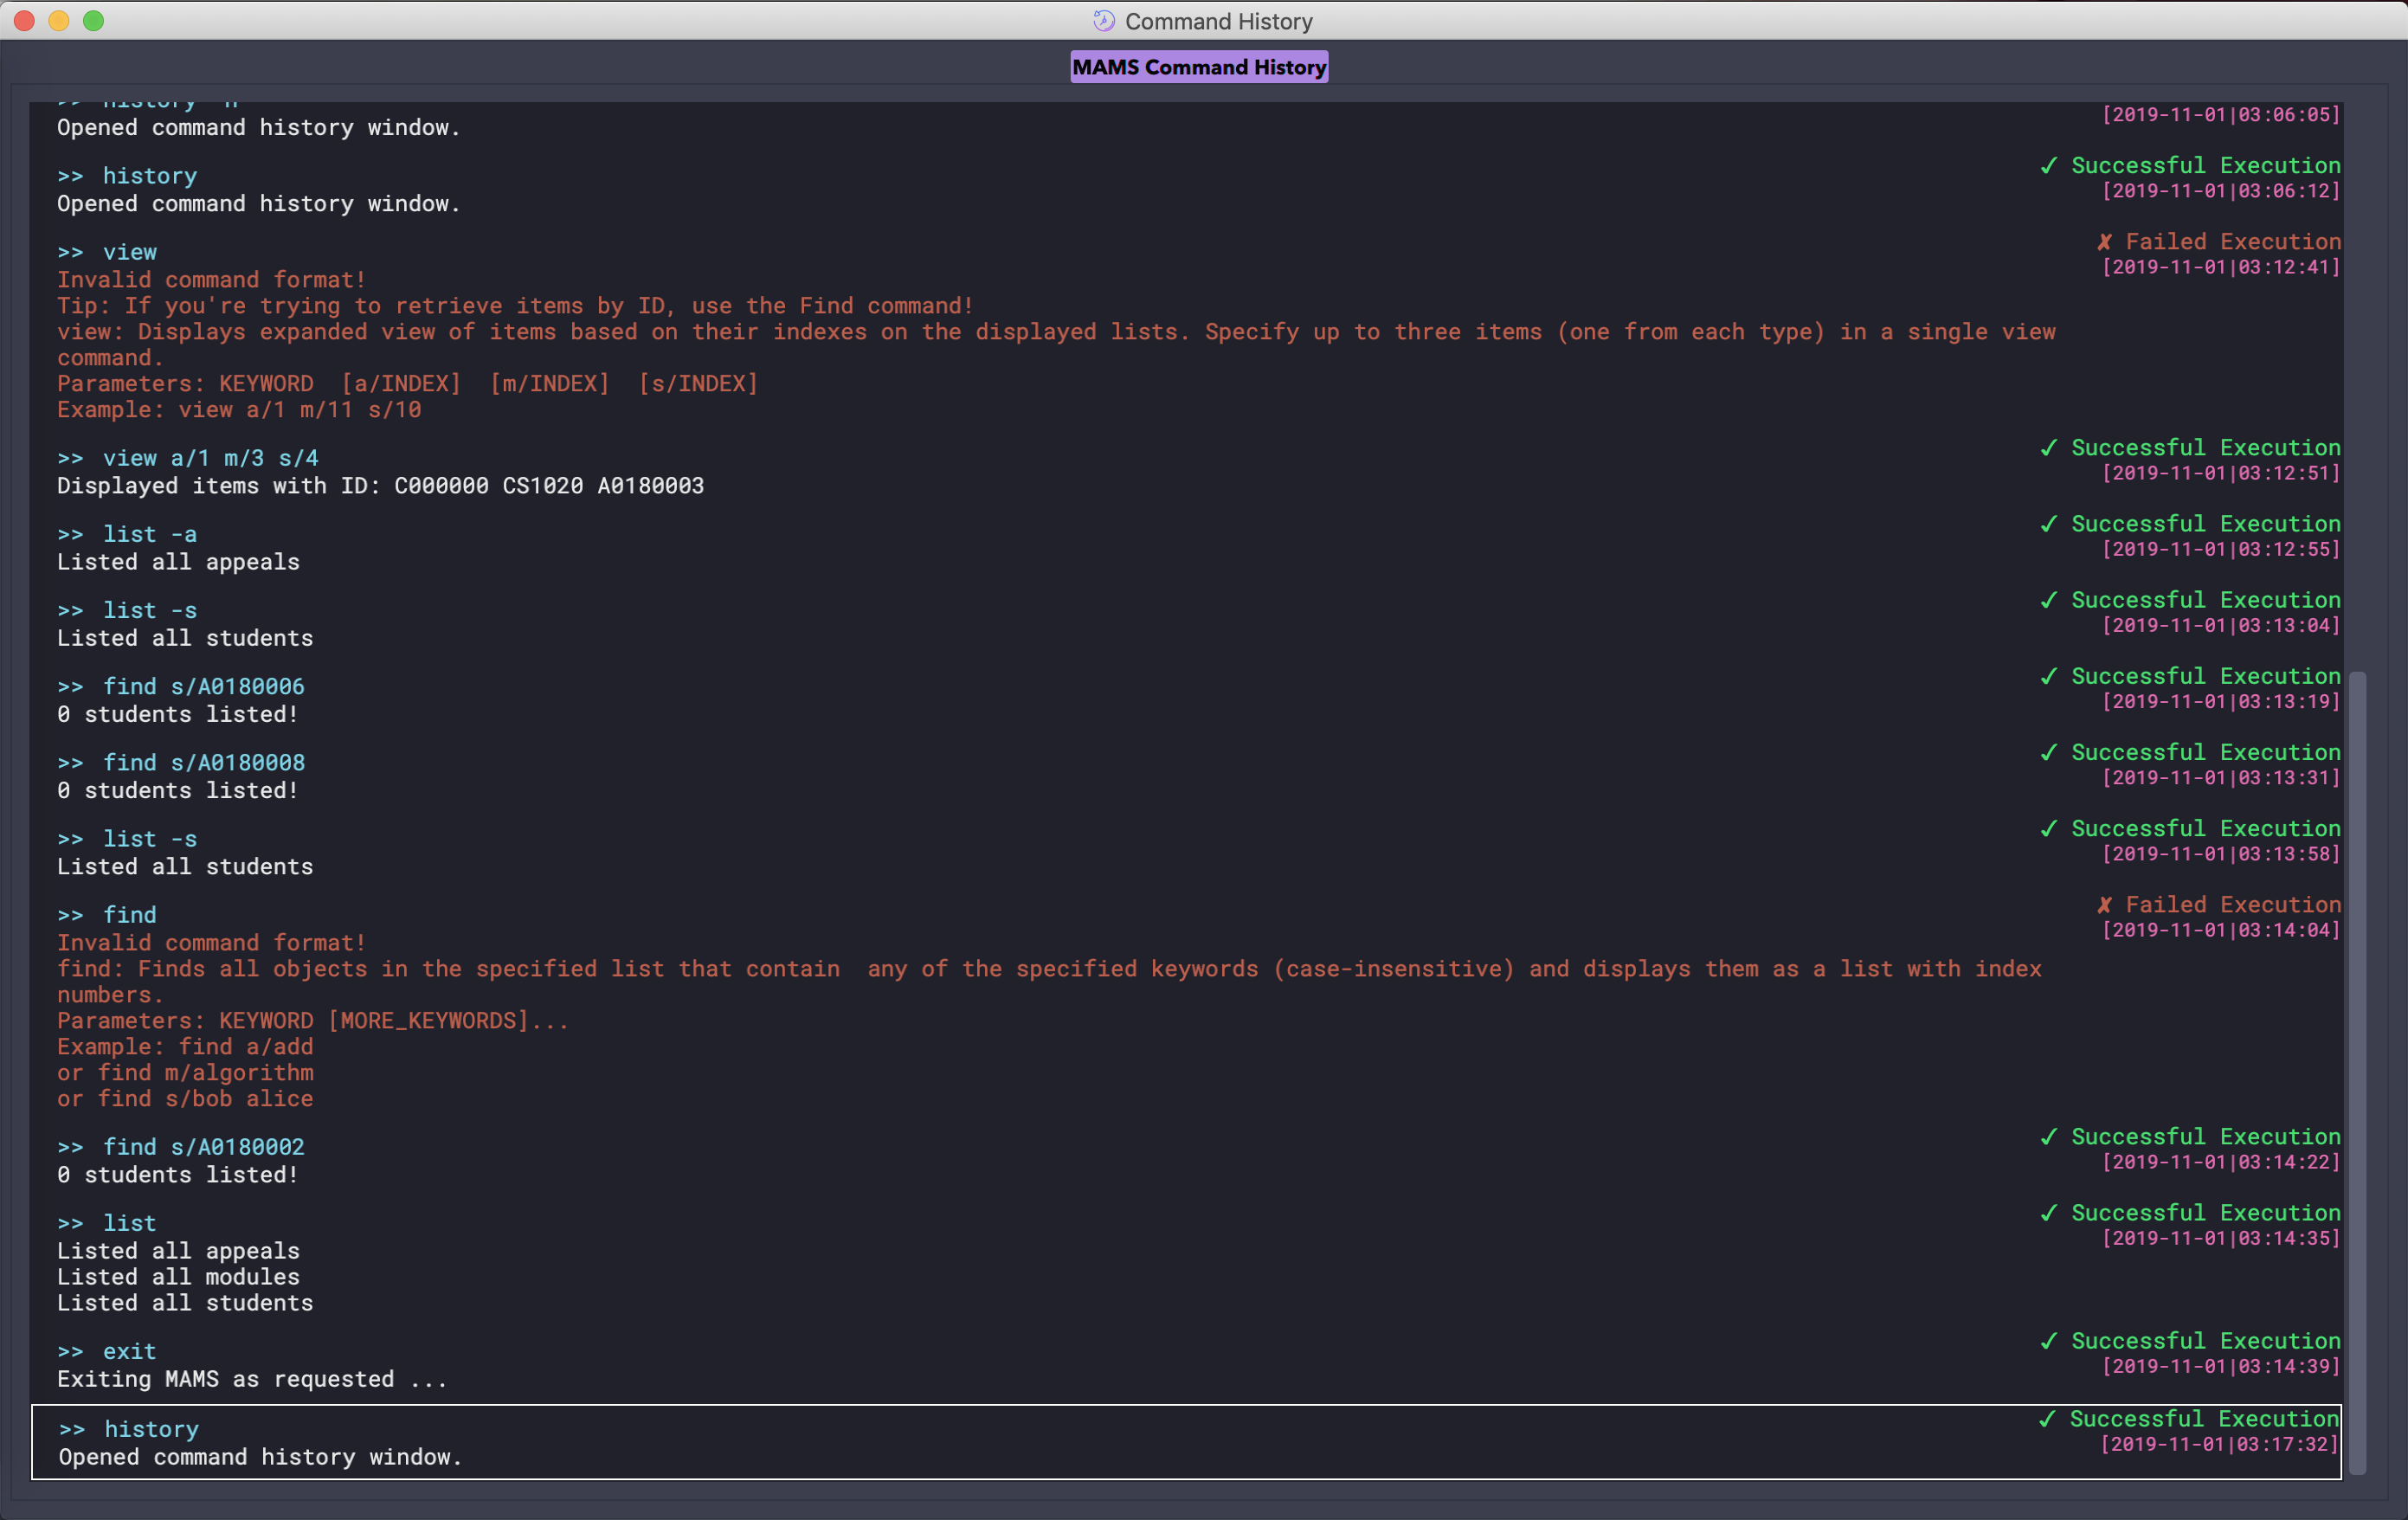 Command History
MAMS Command History
[2019-11-01|03:06:05]
Opened command history window.
>> history
✓ Successful Execution
[2019-11-01|03:06:12]
Opened command history window.
>> view
✗ Failed Execution
[2019-11-01|03:12:41]
Invalid command format!
Tip: If you're trying to retrieve items by ID, use the Find command!
view: Displays expanded view of items based on their indexes on the displayed lists. Specify up to three items (one from each type) in a single view
command.
Parameters: KEYWORD  [a/INDEX]  [m/INDEX]  [s/INDEX]
Example: view a/1 m/11 s/10
>> view a/1 m/3 s/4
✓ Successful Execution
[2019-11-01|03:12:51]
Displayed items with ID: C000000 CS1020 A0180003
>> list -a
✓ Successful Execution
[2019-11-01|03:12:55]
Listed all appeals
>> list -s
✓ Successful Execution
[2019-11-01|03:13:04]
Listed all students
>> find s/A0180006
✓ Successful Execution
[2019-11-01|03:13:19]
0 students listed!
>> find s/A0180008
✓ Successful Execution
[2019-11-01|03:13:31]
0 students listed!
>> list -s
✓ Successful Execution
[2019-11-01|03:13:58]
Listed all students
>> find
✗ Failed Execution
[2019-11-01|03:14:04]
Invalid command format!
find: Finds all objects in the specified list that contain  any of the specified keywords (case-insensitive) and displays them as a list with index
numbers.
Parameters: KEYWORD [MORE_KEYWORDS]...
Example: find a/add
or find m/algorithm
or find s/bob alice
>> find s/A0180002
✓ Successful Execution
[2019-11-01|03:14:22]
0 students listed!
>> list
✓ Successful Execution
[2019-11-01|03:14:35]
Listed all appeals
Listed all modules
Listed all students
>> exit
✓ Successful Execution
[2019-11-01|03:14:39]
Exiting MAMS as requested ...
>> history
✓ Successful Execution
[2019-11-01|03:17:32]
Opened command history window.